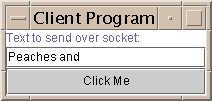 Client Program
Text to send over socket:
Peaches and
Click Me